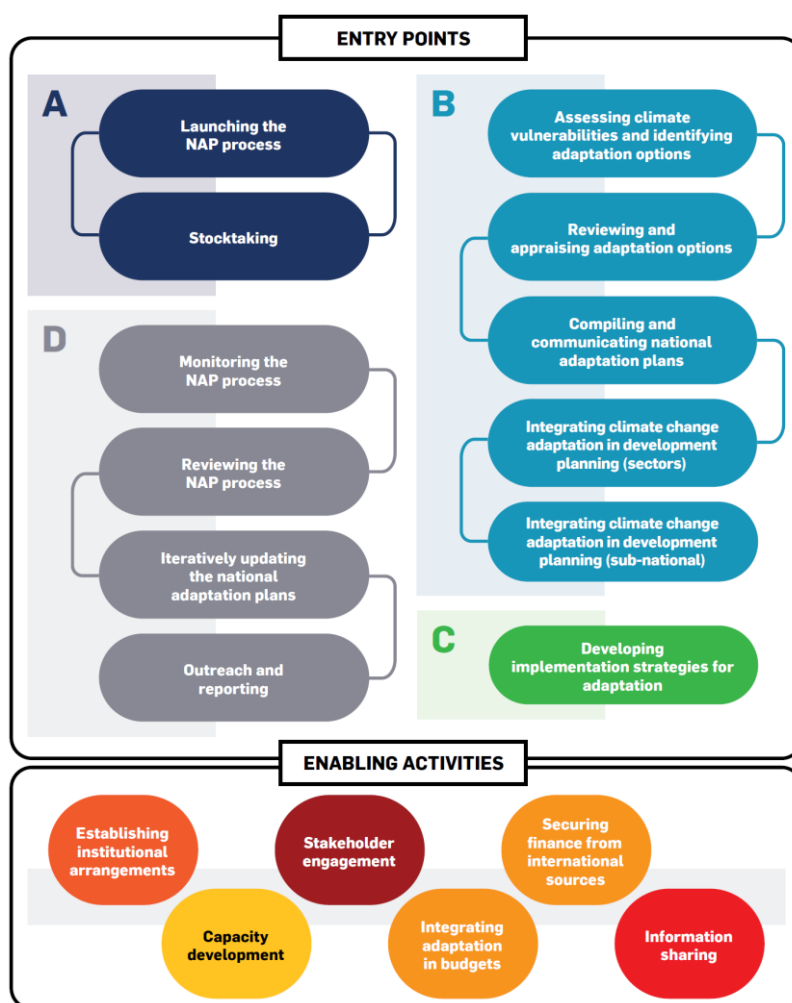 ENTRY POINTS
A
Launching the
NAP process
Stocktaking
B
Assessing climate
vulnerabilities and identifying
adaptation options
Reviewing and
appraising adaptation options
Compiling and
communicating national
adaptation plans
Integrating climate change
adaptation in development
planning (sectors)
Integrating climate change
adaptation in development
planning (sub-national)
C
Developing
implementation strategies for
adaptation
D
Monitoring the
NAP process
Reviewing the
NAP process
Iteratively updating
the national
adaptation plans
Outreach and
reporting
ENABLING ACTIVITIES
Establishing
institutional
arrangements
Capacity
development
Stakeholder
engagement
Integrating
adaptation
in budgets
Securing
finance from
international
sources
Information
sharing